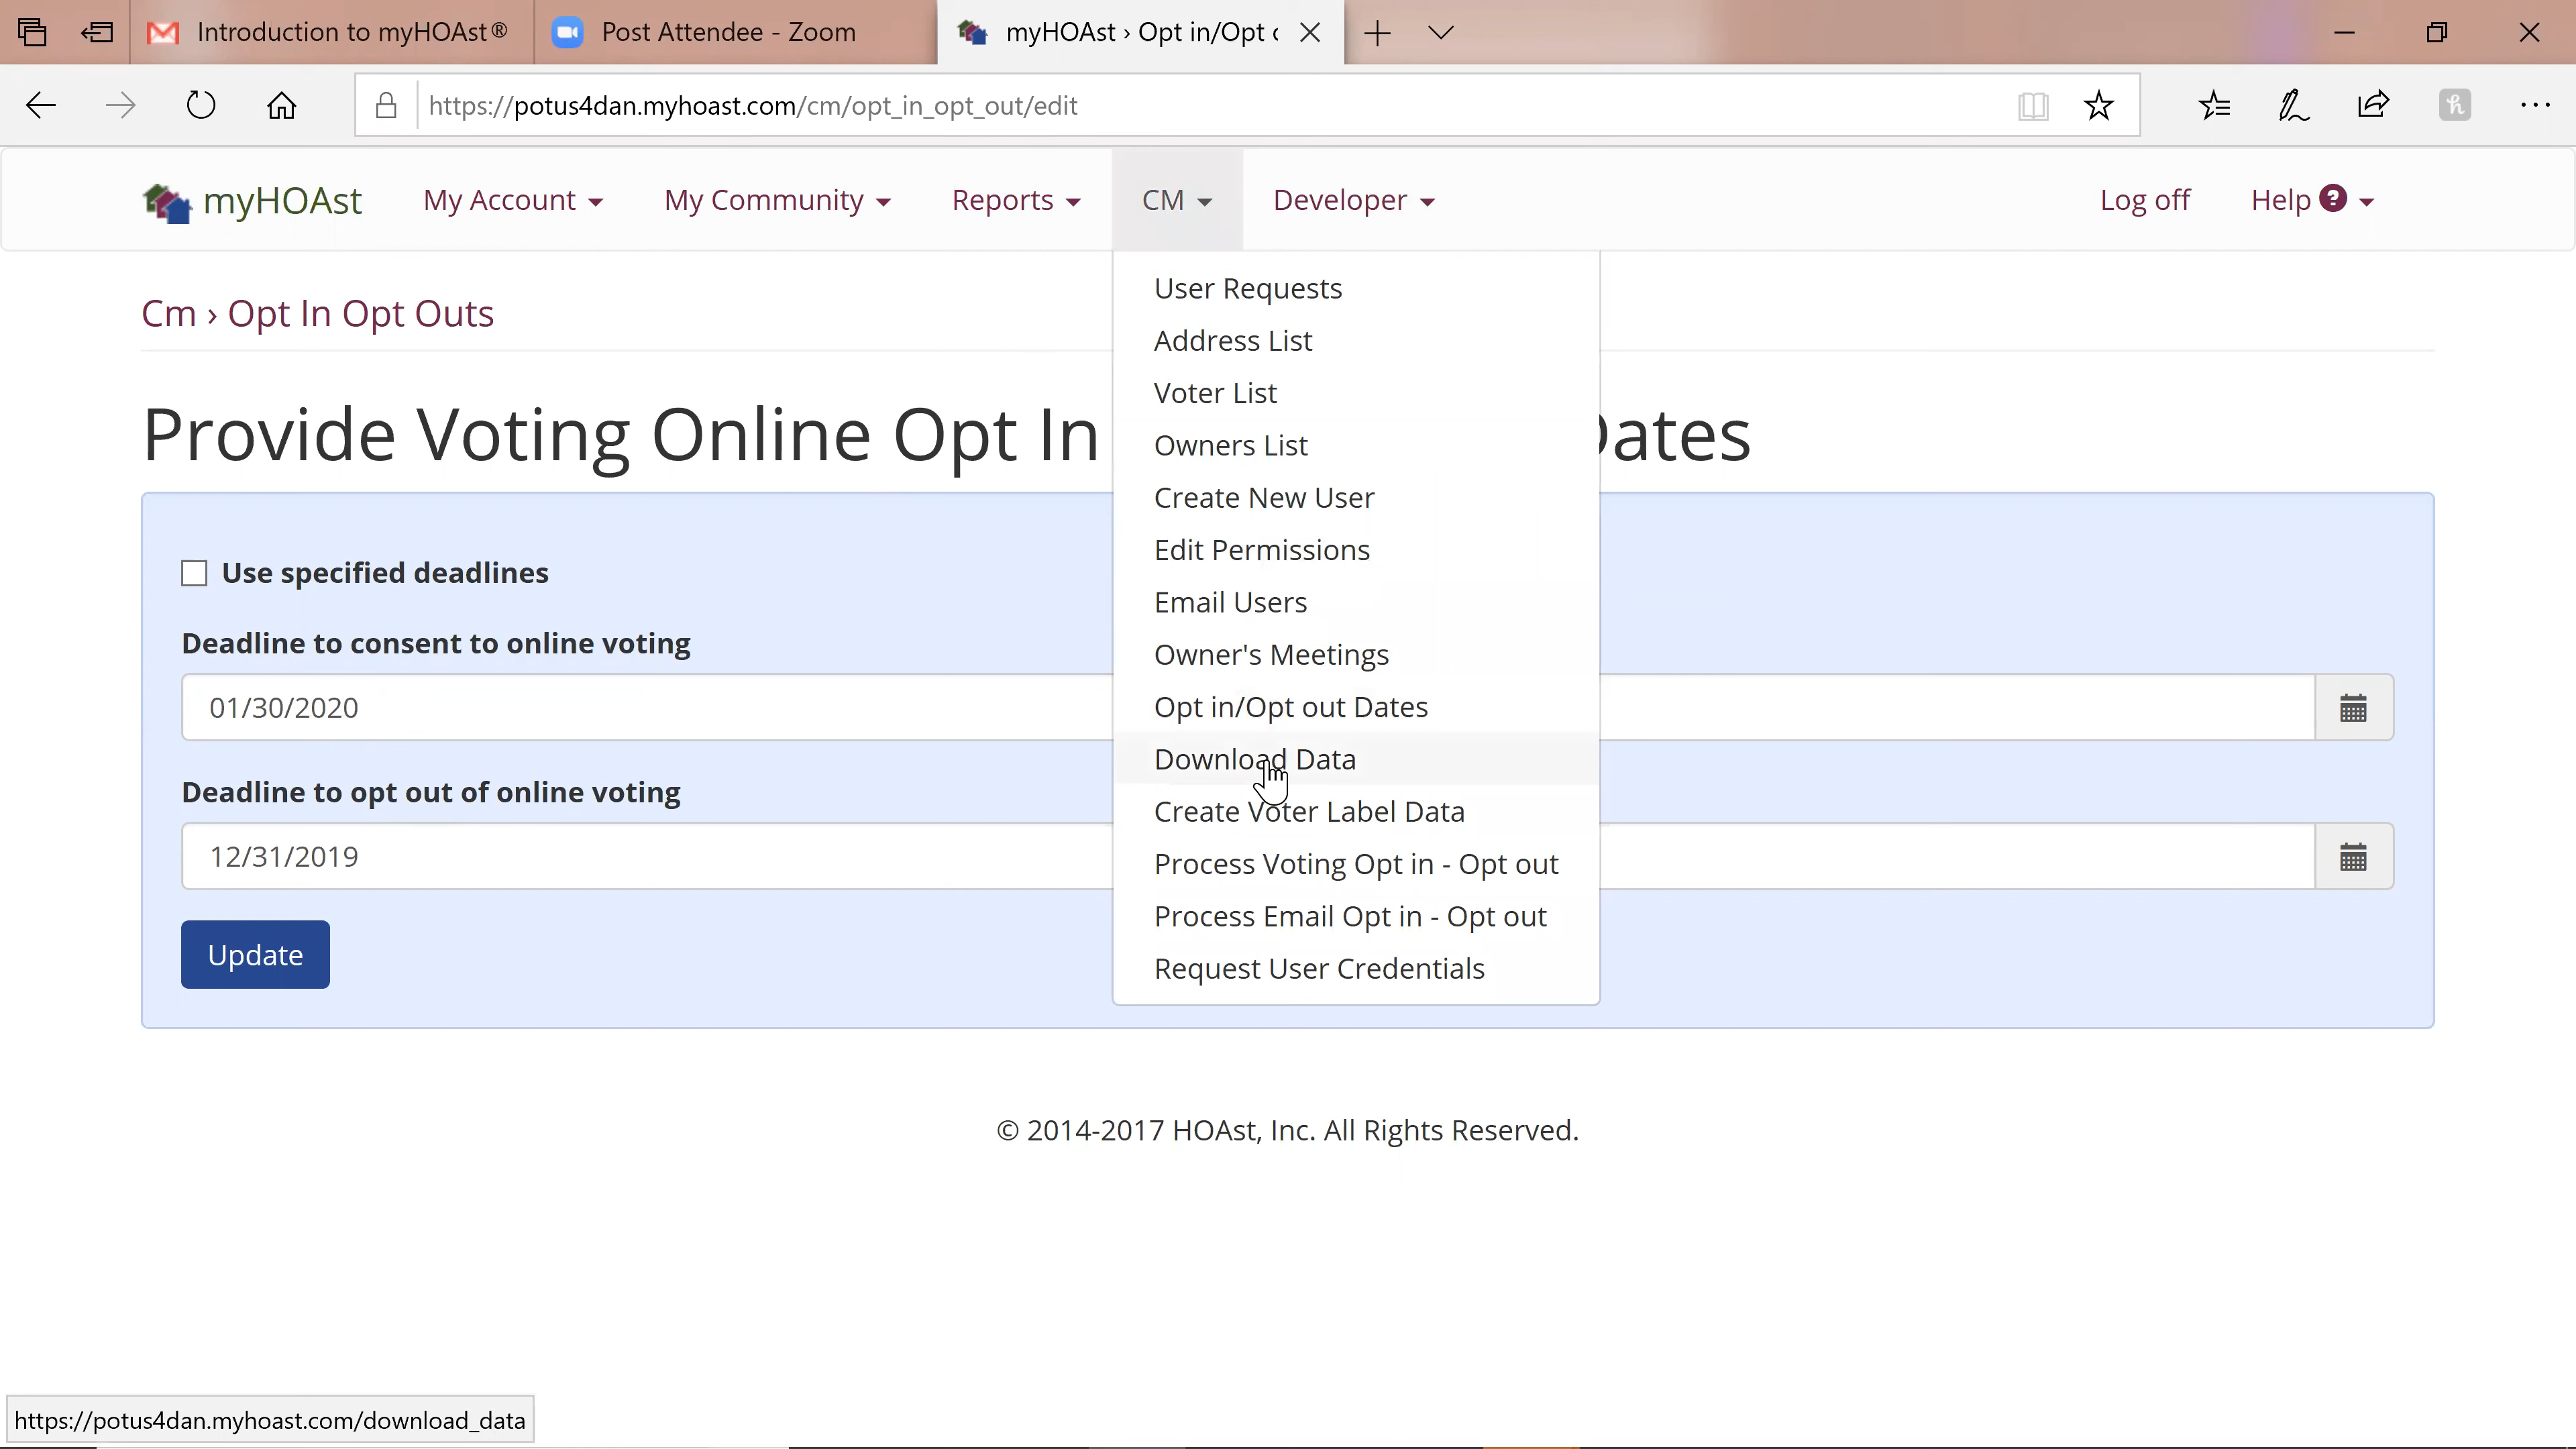 Introduction to myHOAst®
Post Attendee - Zoom
myHOAst › Opt in/Opt
https://potus4dan.myhoast.com/cm/opt_in_opt_out/edit
myHOAst
My Account
My Community
Reports
CM
Developer
Log off
Help ?
Cm › Opt In Opt Outs
Provide Voting Online Opt In
Dates
User Requests
Address List
Voter List
Owners List
Create New User
Edit Permissions
Email Users
Owner's Meetings
Opt in/Opt out Dates
Download Data
Create Voter Label Data
Process Voting Opt in - Opt out
Process Email Opt in - Opt out
Request User Credentials
Use specified deadlines
Deadline to consent to online voting
01/30/2020
Deadline to opt out of online voting
12/31/2019
Update
© 2014-2017 HOAst, Inc. All Rights Reserved.
https://potus4dan.myhoast.com/download_data